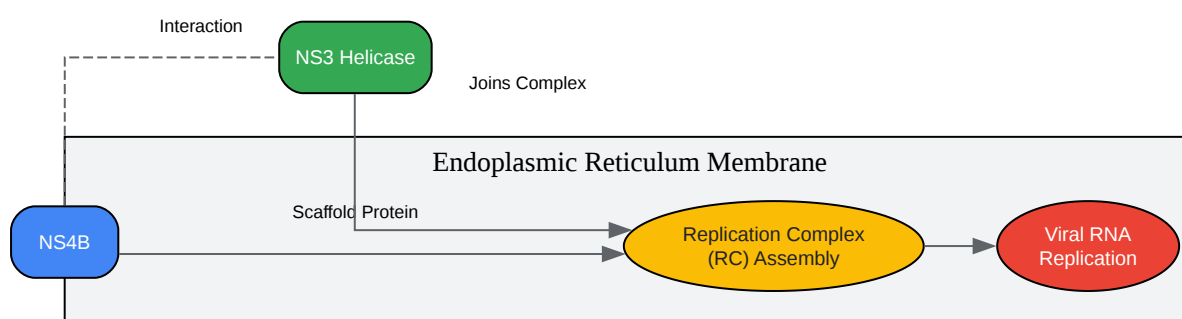 Interaction
NS3 Helicase
Joins Complex
Endoplasmic Reticulum Membrane
Scaffold Protein
NS4B
Replication Complex
(RC) Assembly
Viral RNA
Replication